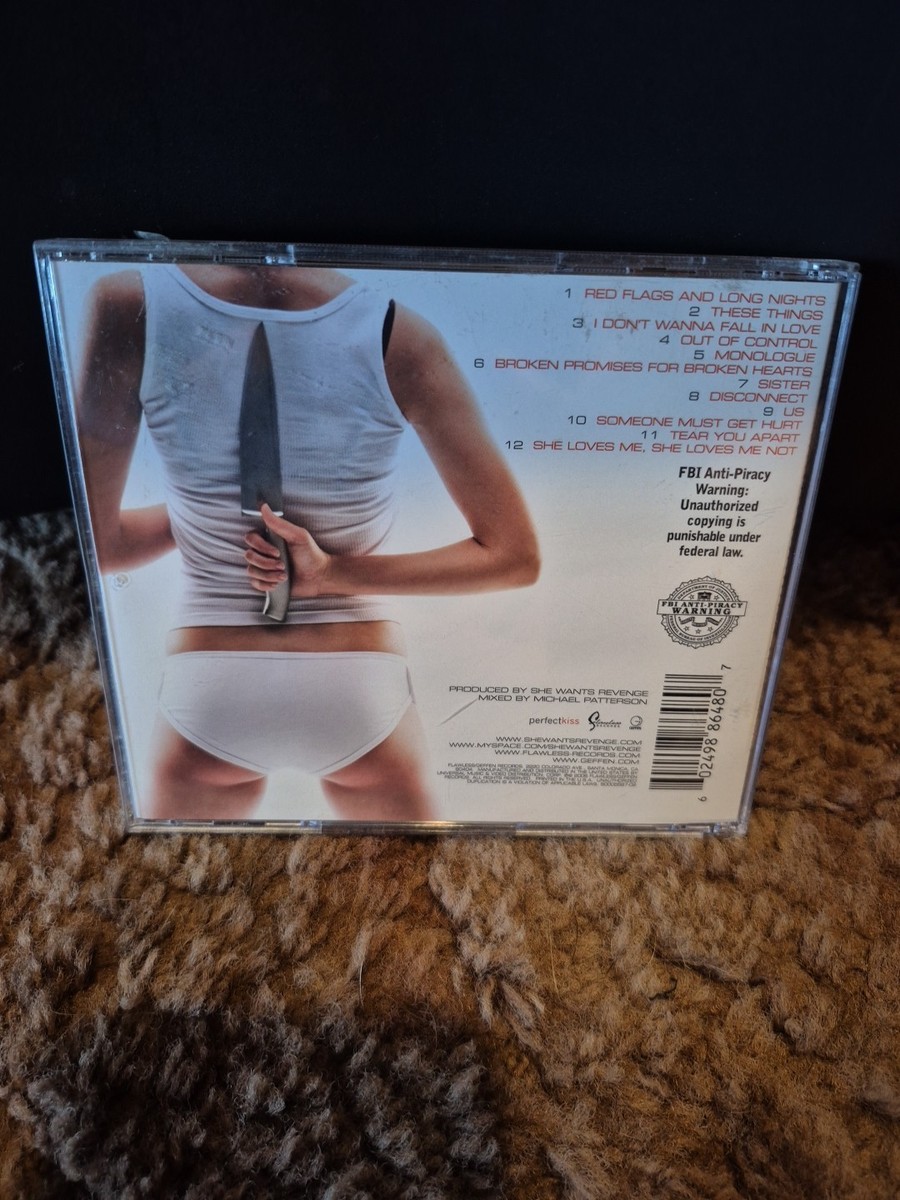 1 RED FLAGS AND LONG NIGHTS
2 THESE THINGS
3 I DON'T WANNA FALL IN LOVE
4 OUT OF CONTROL
5 MONOLOGUE
6 BROKEN PROMISES FOR BROKEN HEARTS
7 SISTER
8 DISCONNECT
9 US
10 SOMEONE MUST GET HURT
11 TEAR YOU APART
12 SHE LOVES ME, SHE LOVES ME NOT
FBI Anti-Piracy
Warning:
Unauthorized
copying is
punishable under
federal law.
FBI ANTI-PIRACY
WARNING
PRODUCED BY SHE WANTS REVENGE
MIXED BY MICHAEL PATTERSON
perfectkiss
WWW.SHEWANTSREVENGE.COM
WWW.MYSPACE.COM/SHEWANTSREVENGE
WWW.FLAWLESS-RECORDS.COM
WWW.GEFFEN.COM
6 02498 86480 7